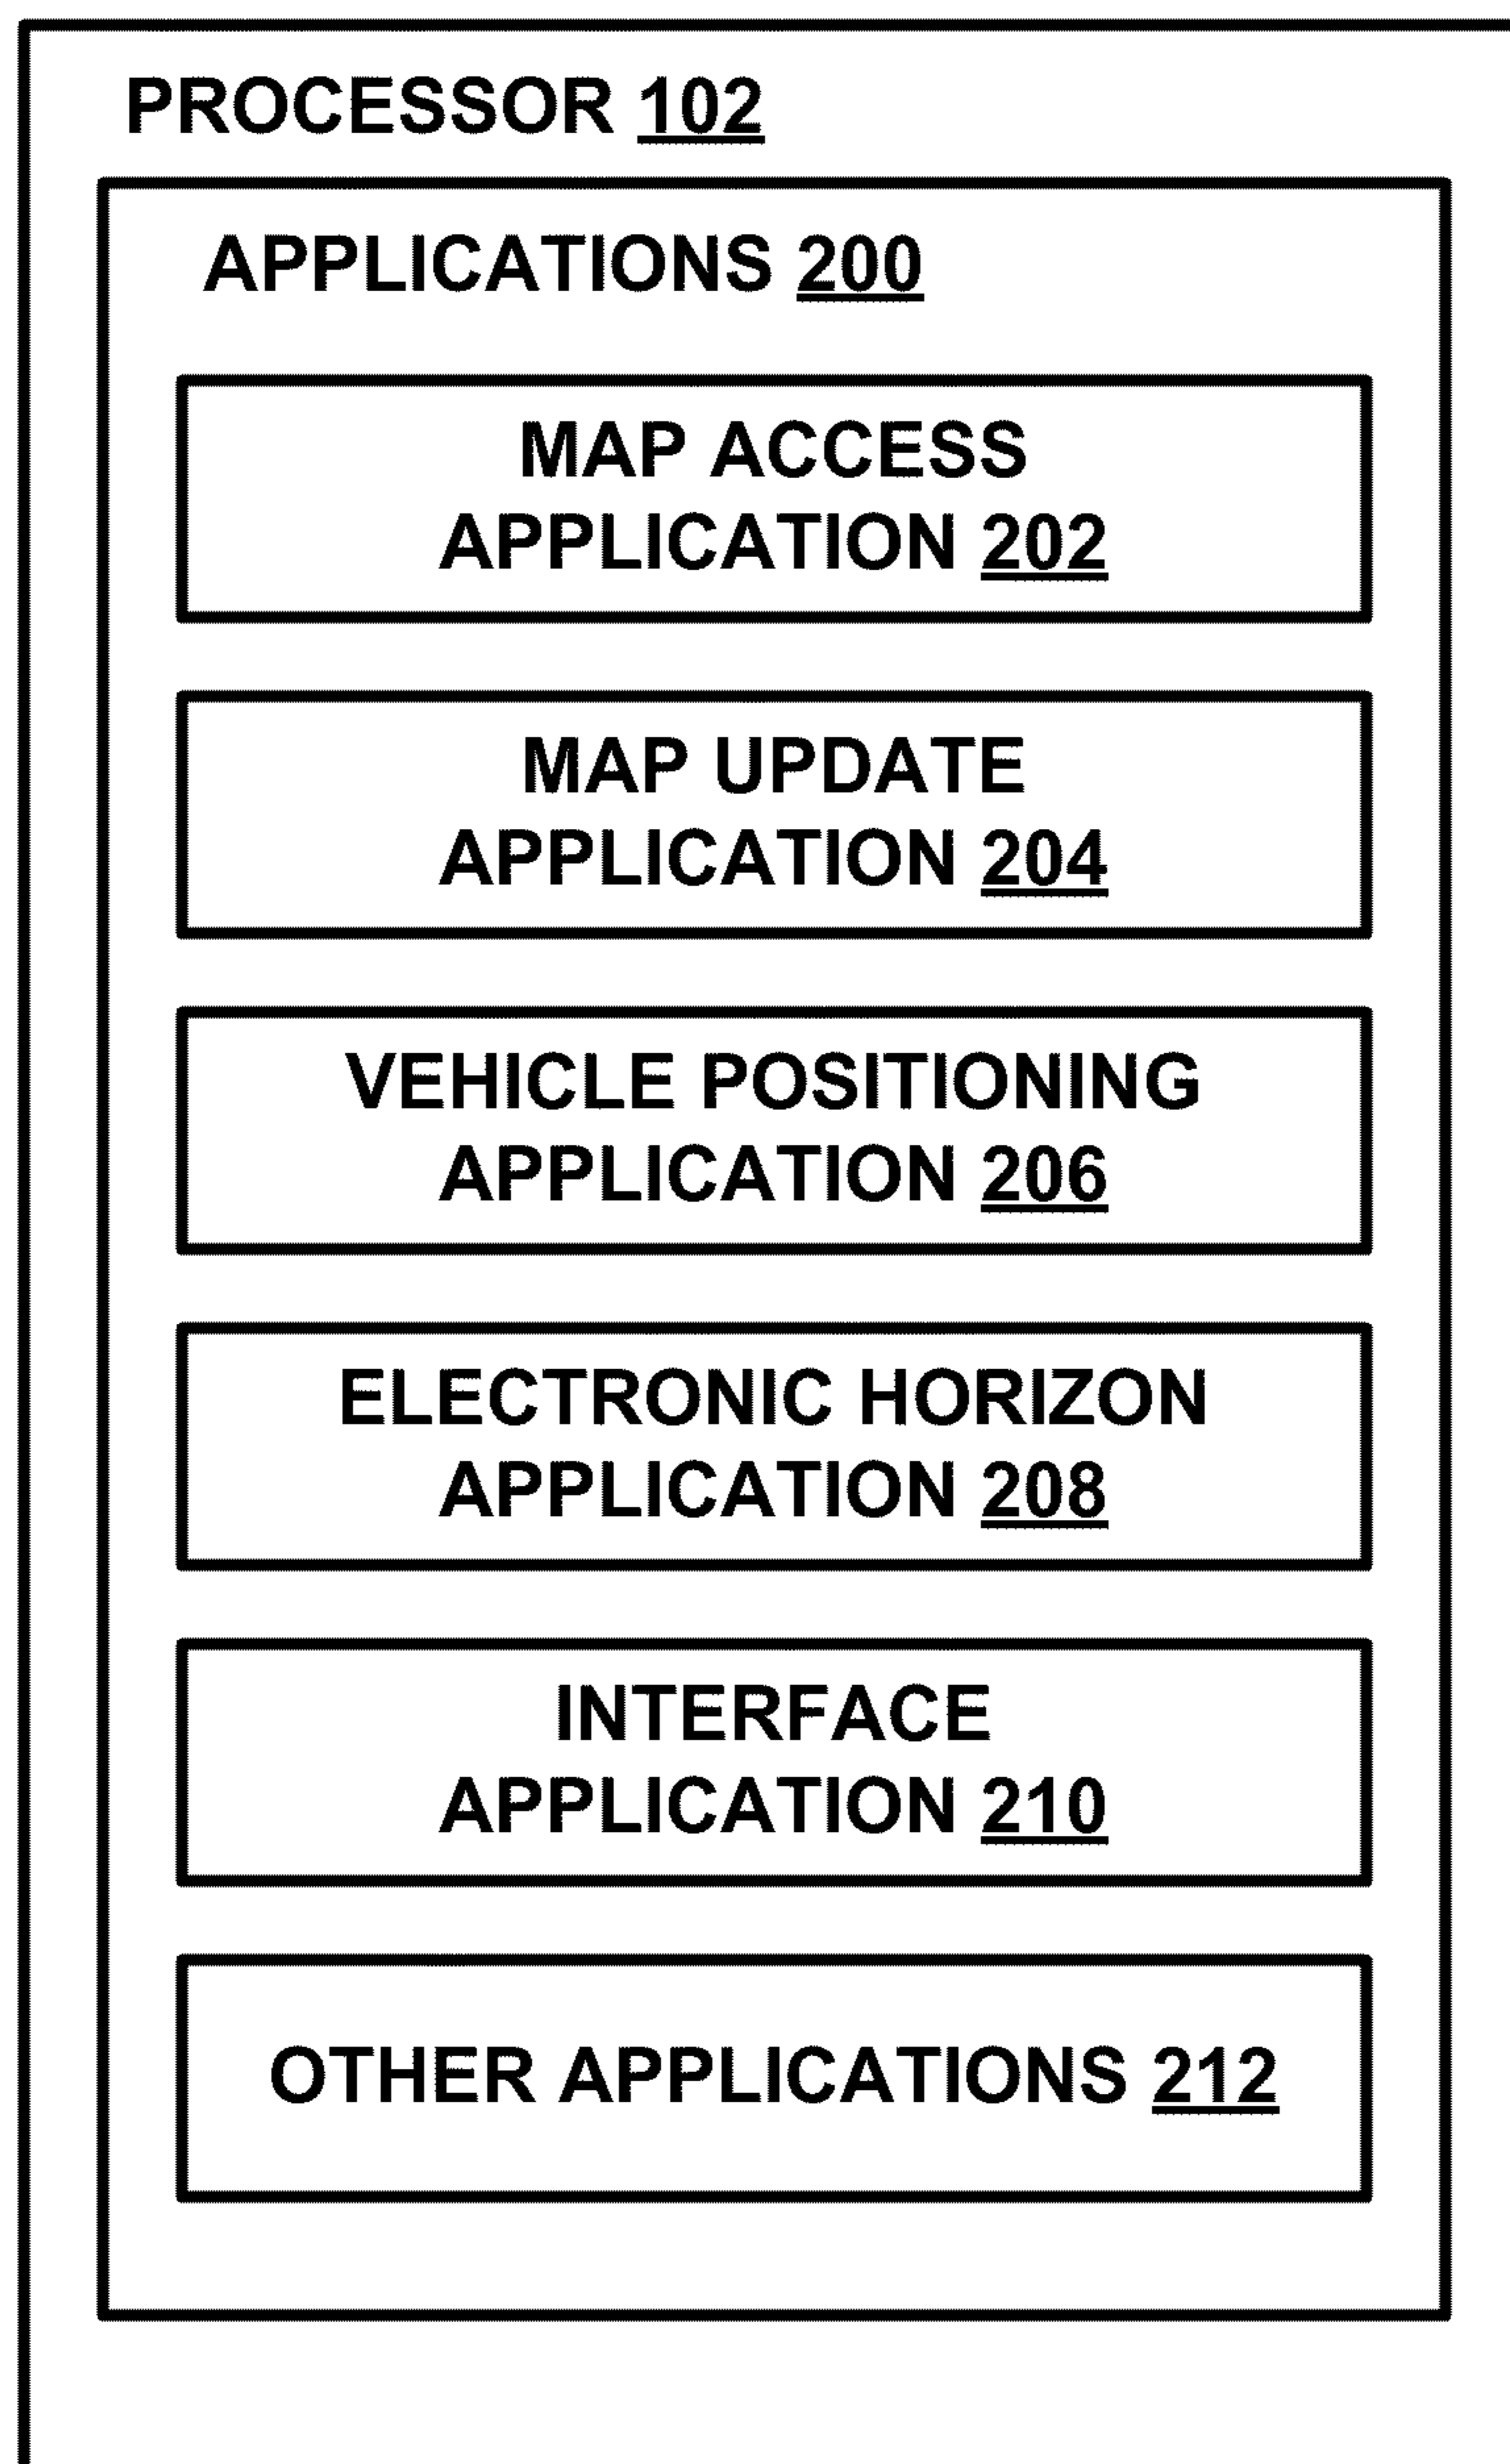 PROCESSOR 102
APPLICATIONS 200
MAP ACCESS
APPLICATION 202
MAP UPDATE
APPLICATION 204
VEHICLE POSITIONING
APPLICATION 206
ELECTRONIC HORIZON
APPLICATION 208
INTERFACE
APPLICATION 210
OTHER APPLICATIONS 212